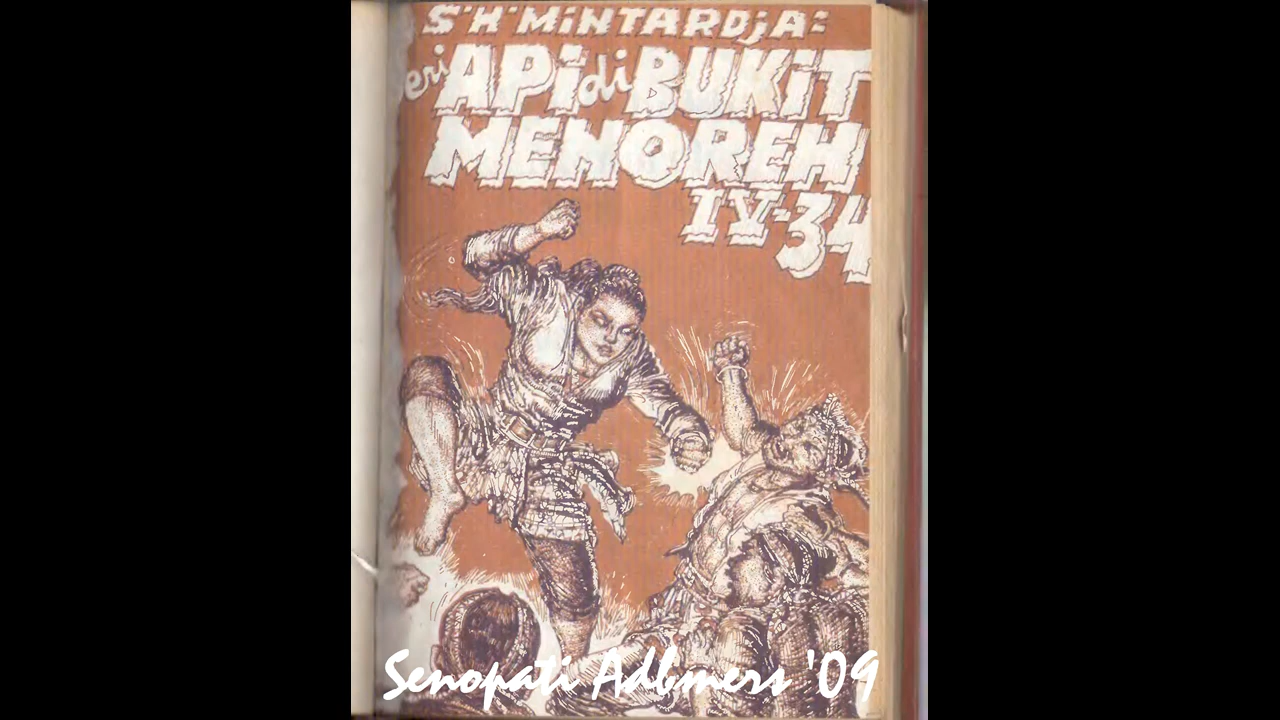 S·H·MiNTARDjA:
eri APi di BUKiT
MENOREH
IV-34
Senopati Adbmers '09